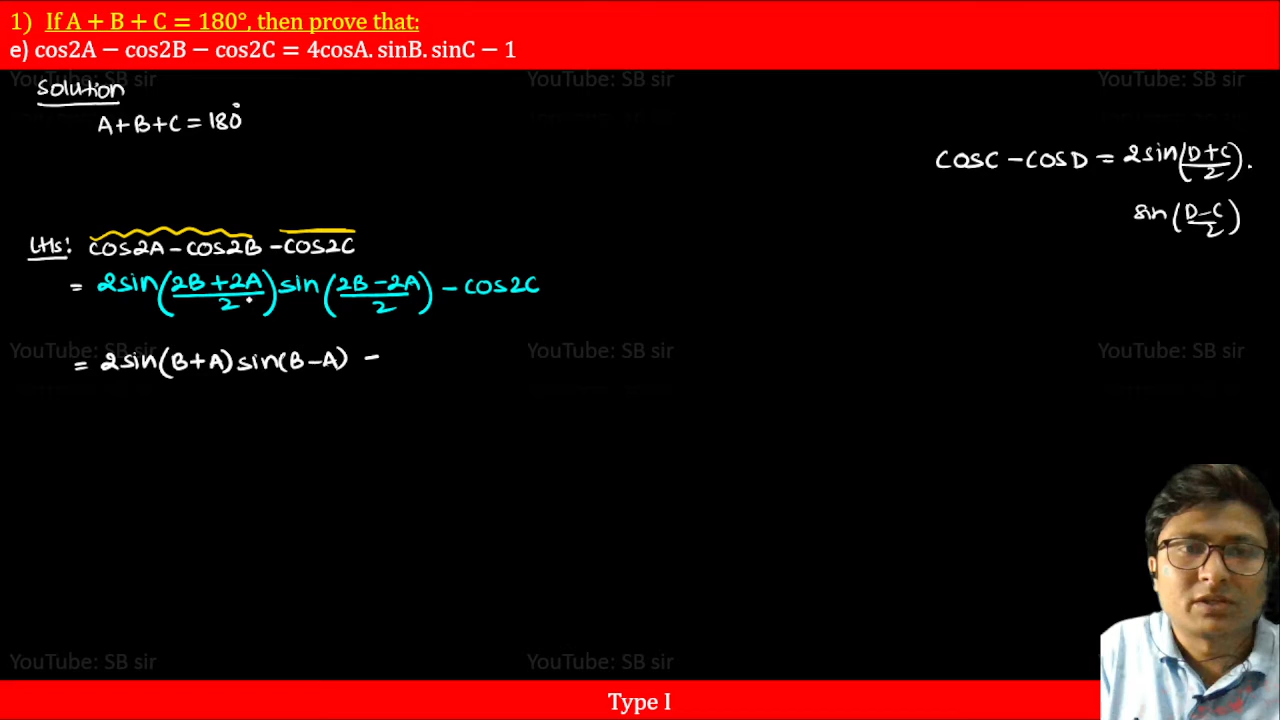 1) If A + B + C = 180°, then prove that:
e) cos2A − cos2B − cos2C = 4cosA. sinB. sinC − 1
YouTube: SB sir YouTube: SB sir YouTube: SB sir
Solution
A+B+C = 180°
cosC − cosD = 2sin((D+C)/2).
sin((D−C)/2)
LHS: cos2A − cos2B − cos2C
= 2sin((2B+2A)/2) sin((2B−2A)/2) − cos2C
YouTube: SB sir YouTube: SB sir YouTube: SB sir
= 2sin(B+A) sin(B−A) −
YouTube: SB sir YouTube: SB sir
Type I